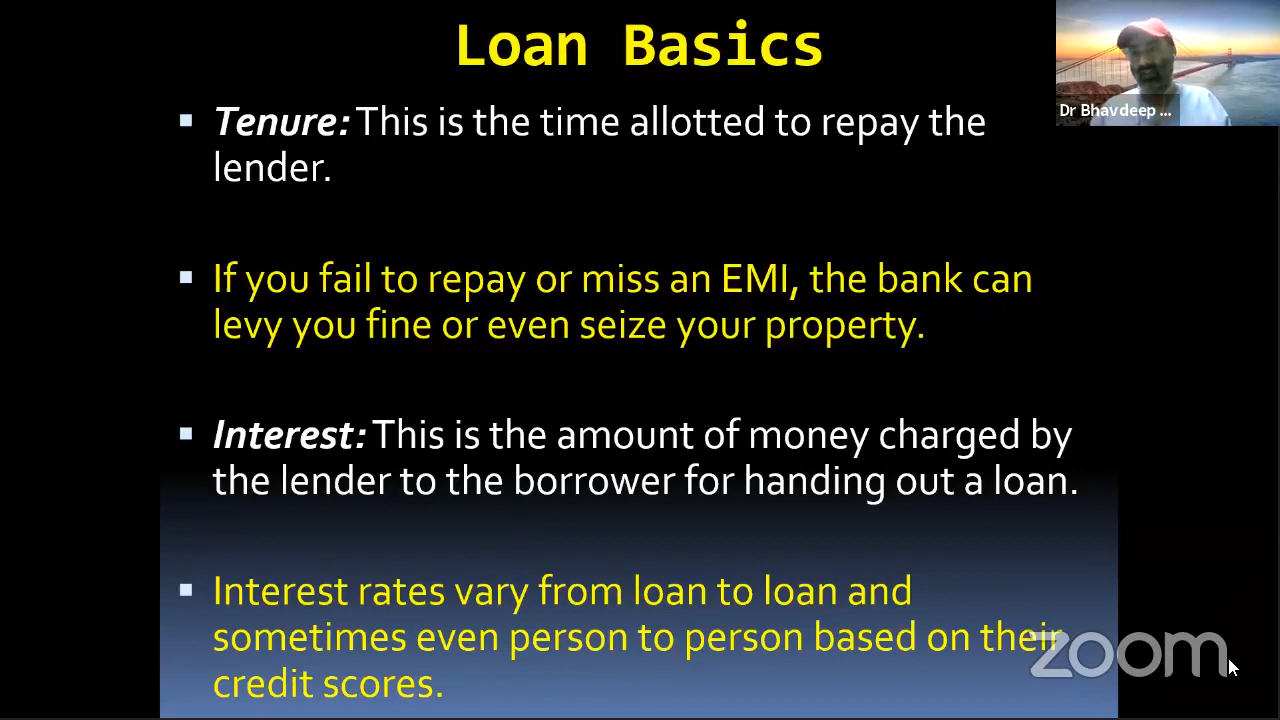 Loan Basics
Dr Bhavdeep ...
Tenure: This is the time allotted to repay the
lender.
If you fail to repay or miss an EMI, the bank can
levy you fine or even seize your property.
Interest: This is the amount of money charged by
the lender to the borrower for handing out a loan.
Interest rates vary from loan to loan and
sometimes even person to person based on their
credit scores.
zoom